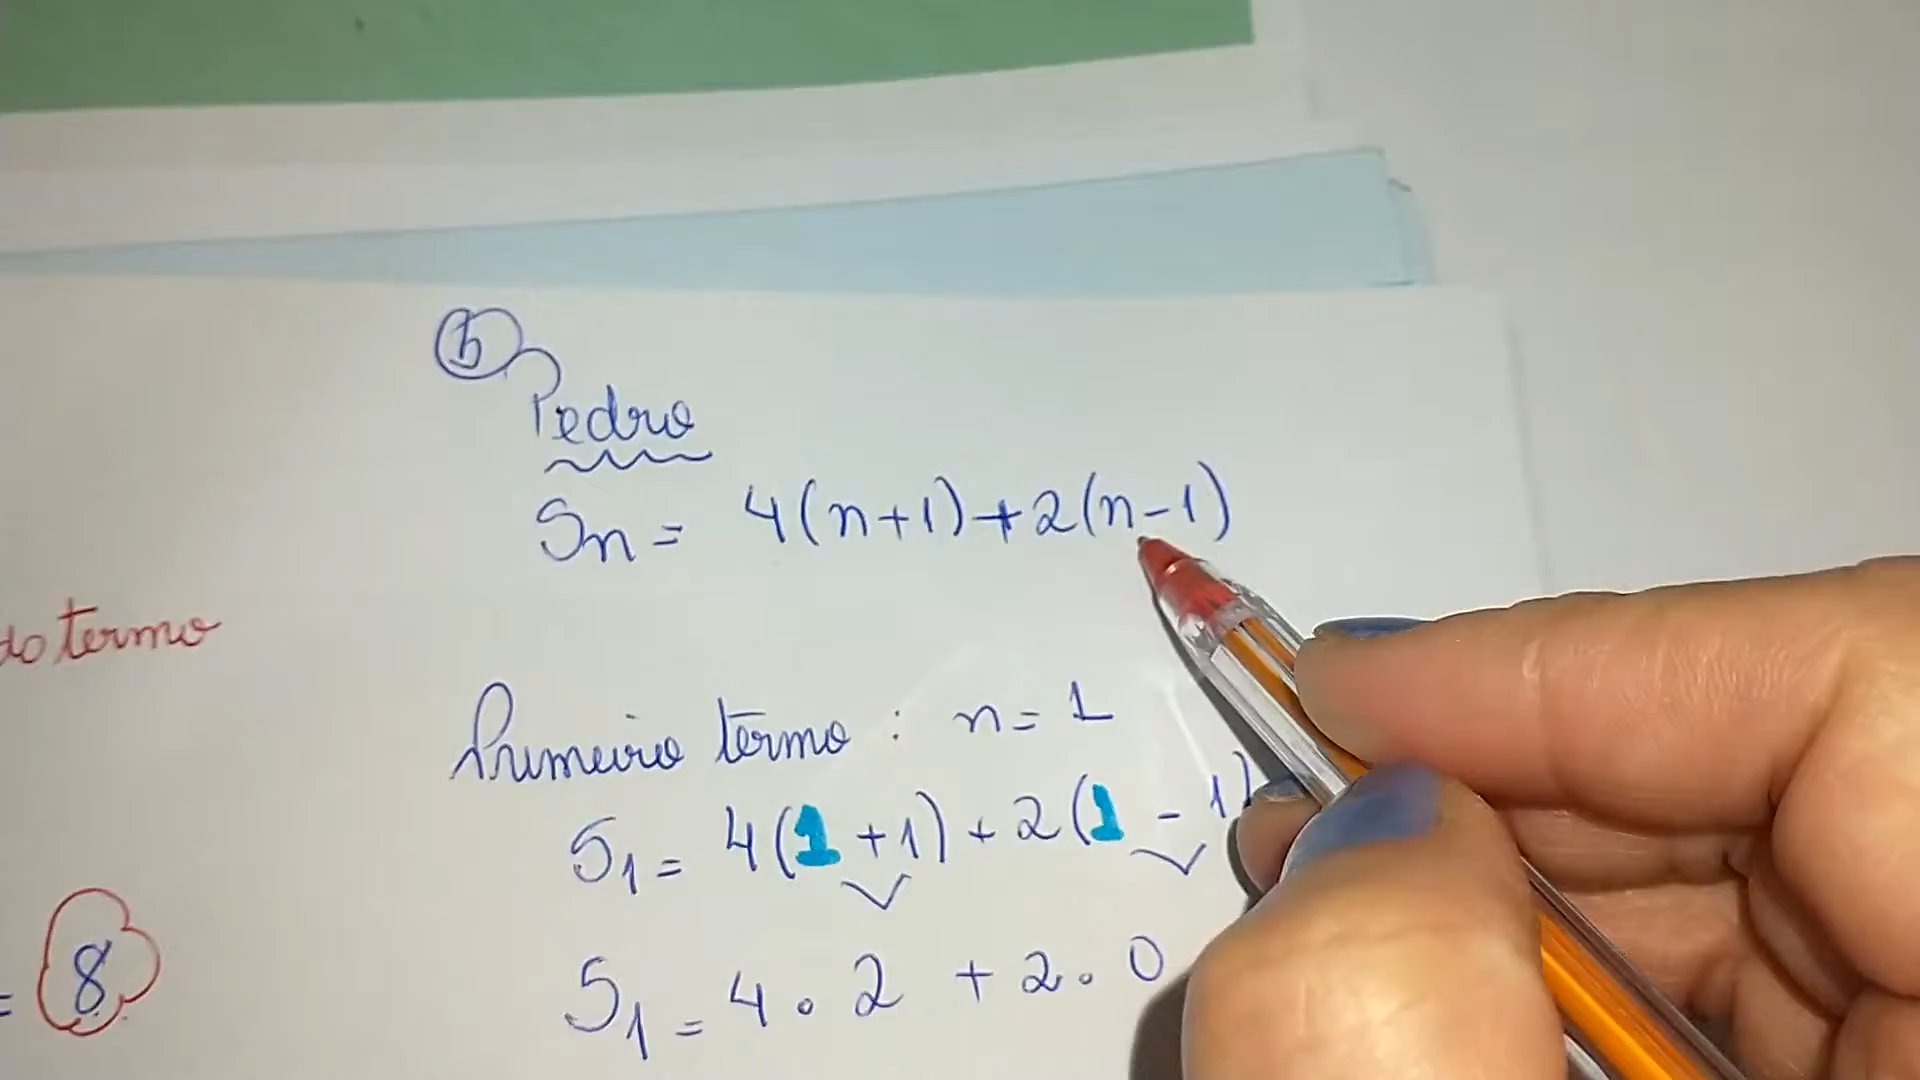 b
Pedro
Sn = 4(n+1)+2(n-1)
do termo
Primeiro termo : n = 1
S1 = 4(1+1) + 2(1-1)
= 8
S1 = 4 . 2 + 2 . 0